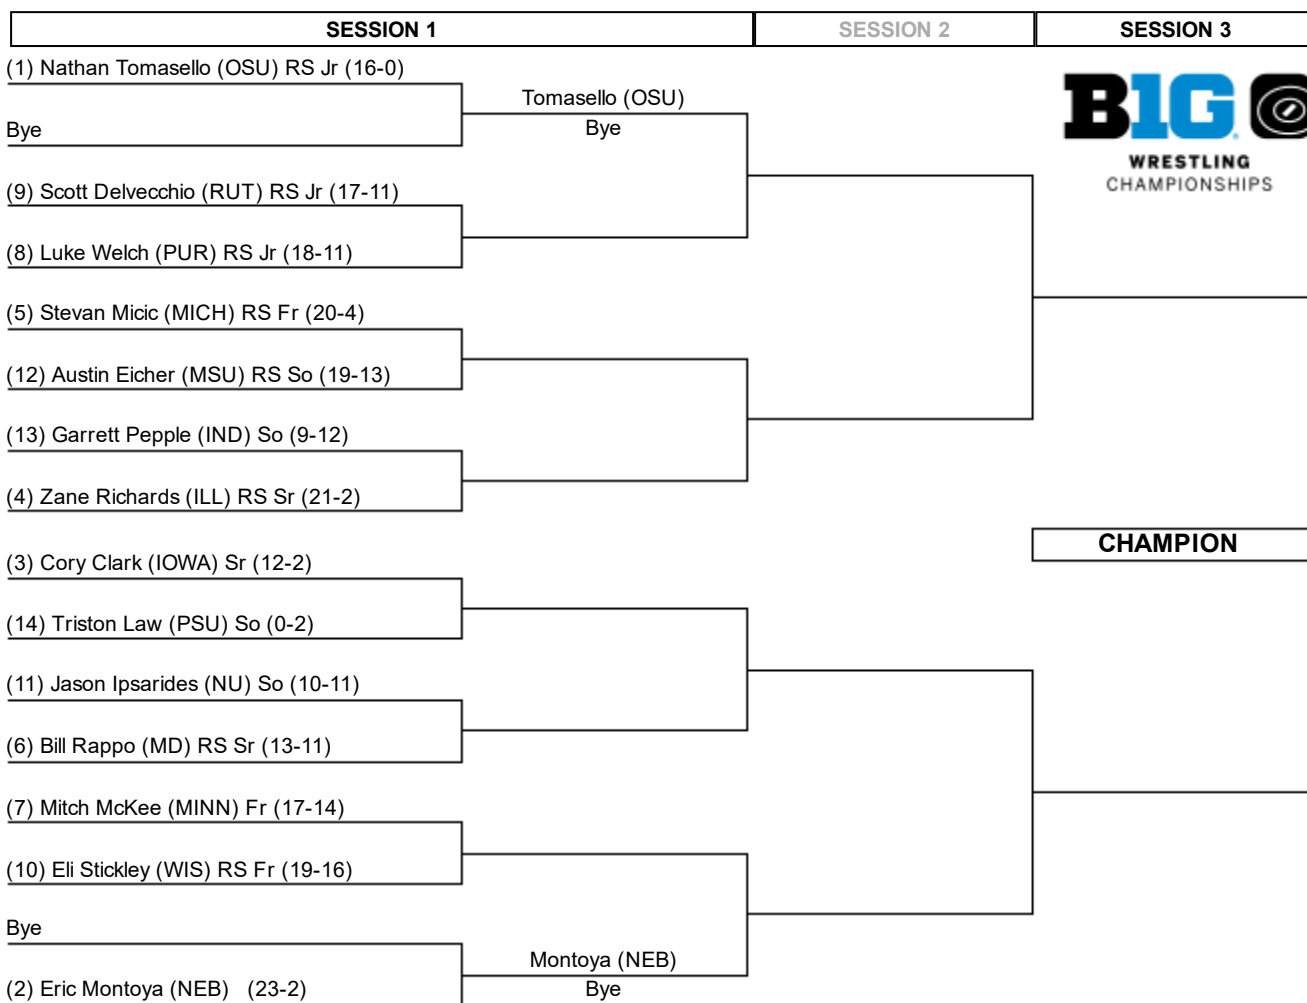 SESSION 1
SESSION 2
SESSION 3
(1) Nathan Tomasello (OSU) RS Jr (16-0)
Tomasello (OSU)
Bye
Bye
B1G
WRESTLING
CHAMPIONSHIPS
(9) Scott Delvecchio (RUT) RS Jr (17-11)
(8) Luke Welch (PUR) RS Jr (18-11)
(5) Stevan Micic (MICH) RS Fr (20-4)
(12) Austin Eicher (MSU) RS So (19-13)
(13) Garrett Pepple (IND) So (9-12)
(4) Zane Richards (ILL) RS Sr (21-2)
CHAMPION
(3) Cory Clark (IOWA) Sr (12-2)
(14) Triston Law (PSU) So (0-2)
(11) Jason Ipsarides (NU) So (10-11)
(6) Bill Rappo (MD) RS Sr (13-11)
(7) Mitch McKee (MINN) Fr (17-14)
(10) Eli Stickley (WIS) RS Fr (19-16)
Bye
Montoya (NEB)
(2) Eric Montoya (NEB) (23-2)
Bye